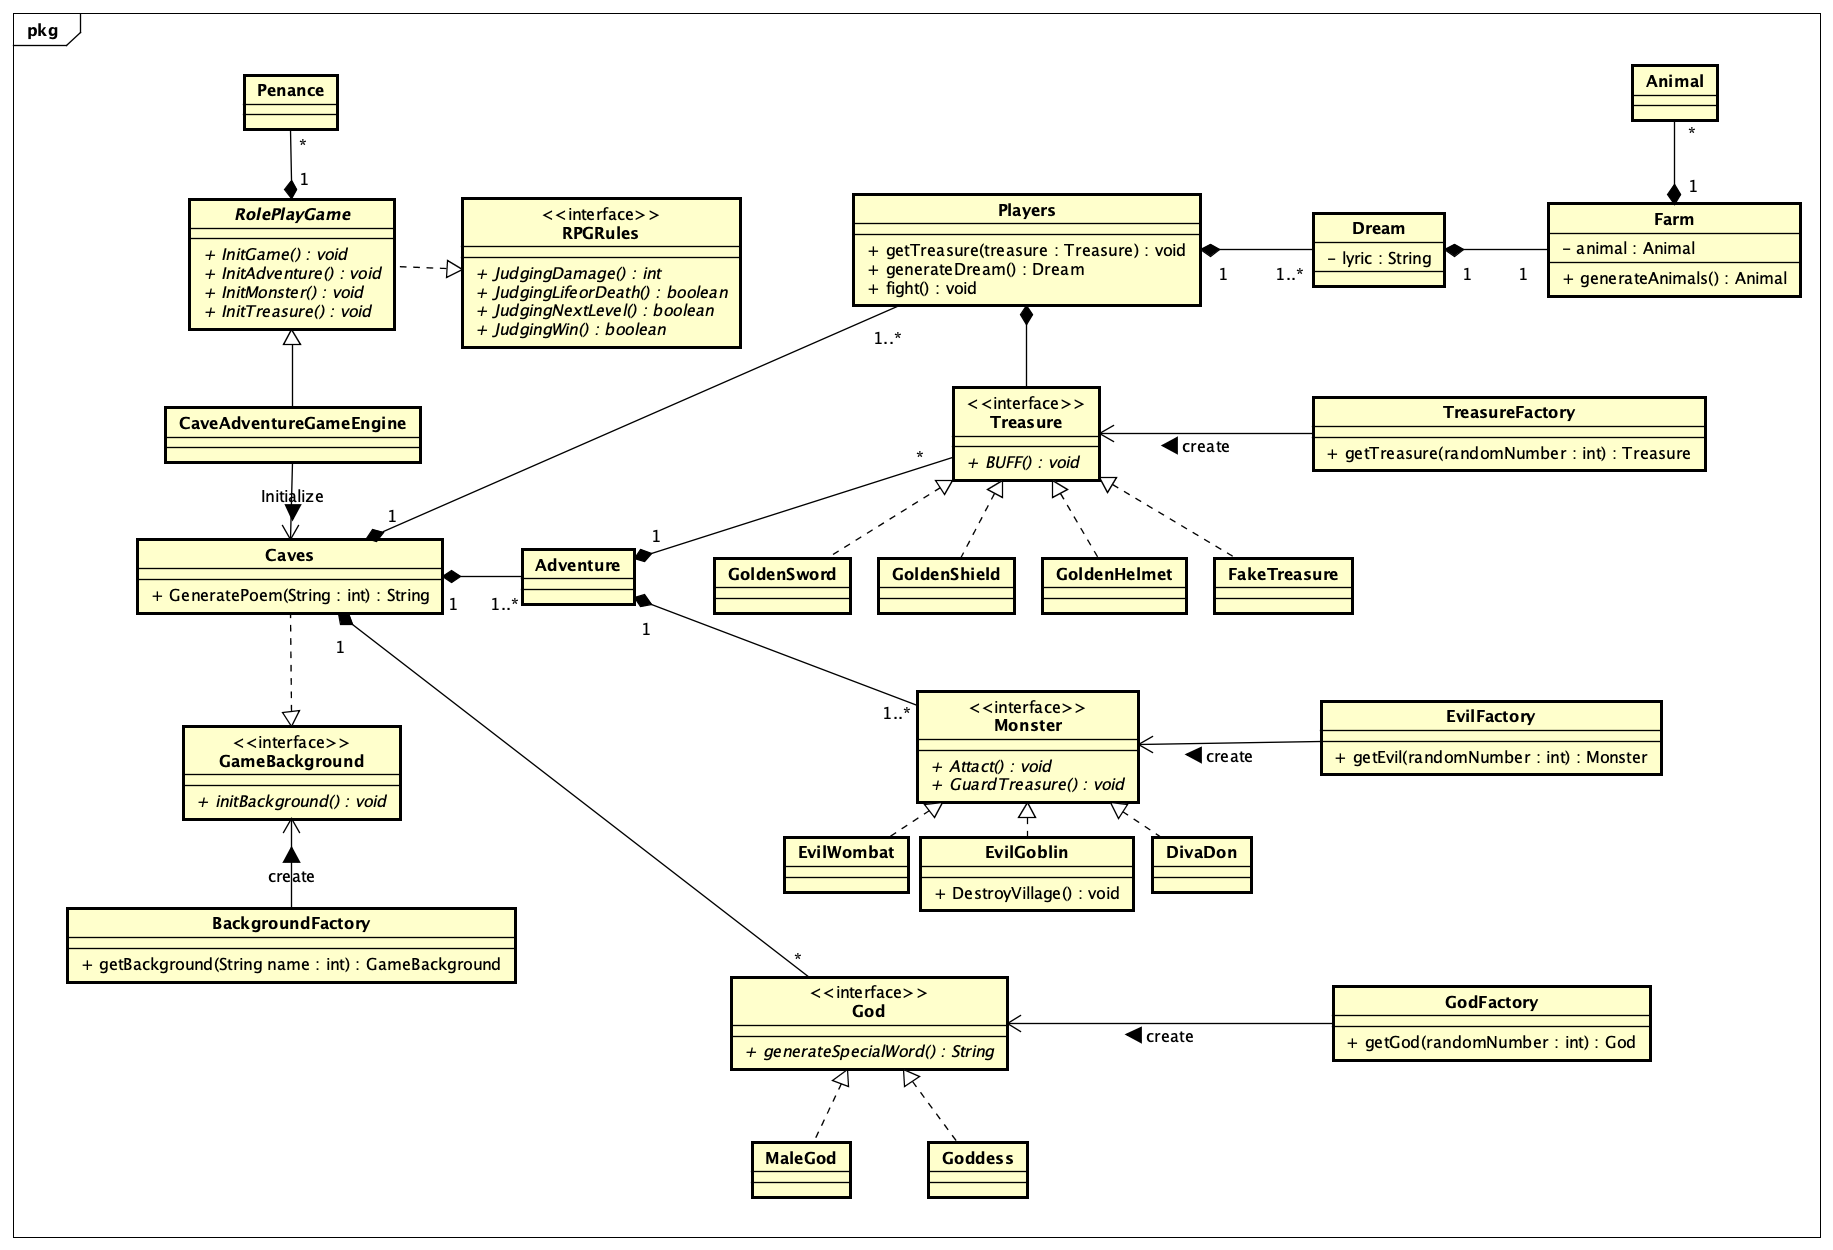 pkg
Penance
*
1
RolePlayGame
+ InitGame() : void
+ InitAdventure() : void
+ InitMonster() : void
+ InitTreasure() : void
<<interface>>
RPGRules
+ JudgingDamage() : int
+ JudgingLifeorDeath() : boolean
+ JudgingNextLevel() : boolean
+ JudgingWin() : boolean
Players
+ getTreasure(treasure : Treasure) : void
+ generateDream() : Dream
+ fight() : void
1
1..*
Dream
- lyric : String
1
1
Animal
*
1
Farm
- animal : Animal
+ generateAnimals() : Animal
1..*
CaveAdventureGameEngine
Initialize
<<interface>>
Treasure
+ BUFF() : void
create
TreasureFactory
+ getTreasure(randomNumber : int) : Treasure
*
1
1
Caves
+ GeneratePoem(String : int) : String
1
1..*
Adventure
GoldenSword
GoldenShield
GoldenHelmet
FakeTreasure
1
1
1..*
<<interface>>
Monster
+ Attact() : void
+ GuardTreasure() : void
create
EvilFactory
+ getEvil(randomNumber : int) : Monster
<<interface>>
GameBackground
+ initBackground() : void
create
EvilWombat
EvilGoblin
+ DestroyVillage() : void
DivaDon
BackgroundFactory
+ getBackground(String name : int) : GameBackground
*
<<interface>>
God
+ generateSpecialWord() : String
create
GodFactory
+ getGod(randomNumber : int) : God
MaleGod
Goddess